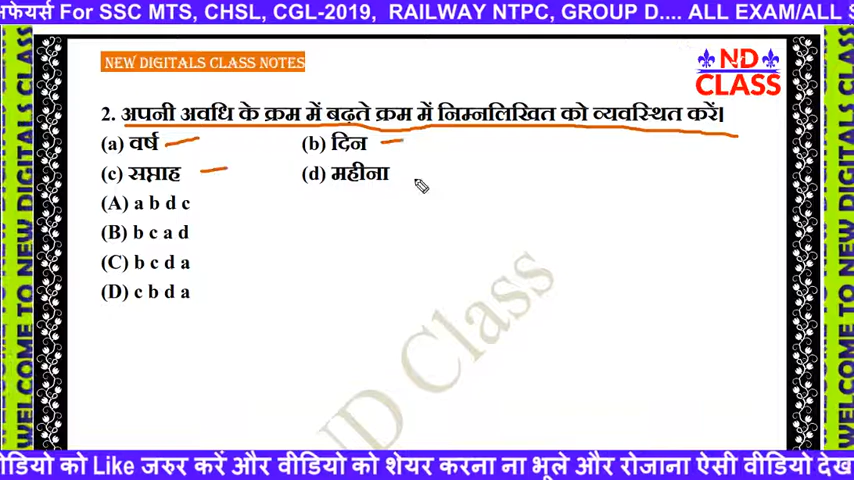 फेयर्स For SSC MTS, CHSL, CGL-2019, RAILWAY NTPC, GROUP D.... ALL EXAM/ALL S
NEW DIGITALS CLASS NOTES
ND
CLASS
2. अपनी अवधि के क्रम में बढ़ते क्रम में निम्नलिखित को व्यवस्थित करें।
(a) वर्ष (b) दिन
(c) सप्ताह (d) महीना
(A) a b d c
(B) b c a d
(C) b c d a
(D) c b d a
ND Class
WELCOME TO NEW DIGITALS CLASS
WELCOME TO NEW DIGITALS CLASS
डियो को Like जरुर करें और वीडियो को शेयर करना ना भूले और रोजाना ऐसी वीडियो देख